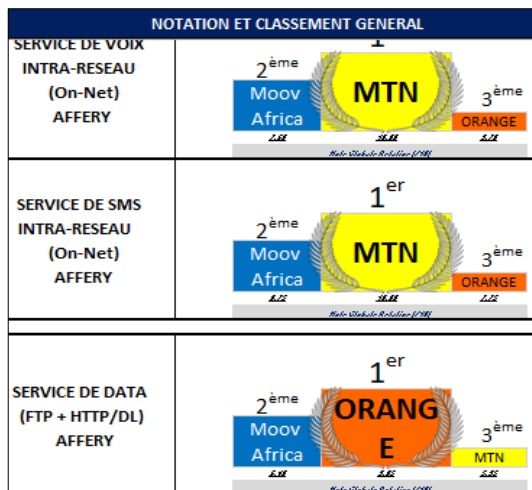 NOTATION ET CLASSEMENT GENERAL
SERVICE DE VOIX
INTRA-RESEAU
(On-Net)
AFFERY
2ème
Moov
Africa
MTN
3ème
ORANGE
SERVICE DE SMS
INTRA-RESEAU
(On-Net)
AFFERY
1er
2ème
Moov
Africa
MTN
3ème
ORANGE
SERVICE DE DATA
(FTP + HTTP/DL)
AFFERY
1er
2ème
Moov
Africa
ORANG
E
3ème
MTN